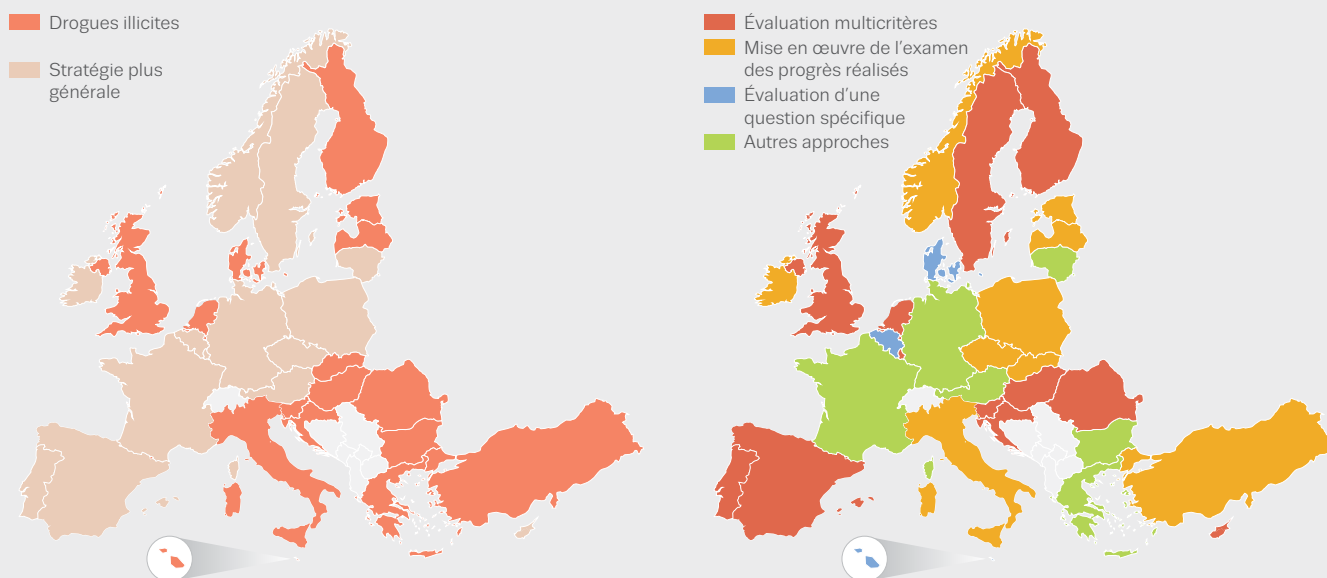 Drogues illicites
Stratégie plus
générale
Évaluation multicritères
Mise en œuvre de l’examen
des progrès réalisés
Évaluation d’une
question spécifique
Autres approches